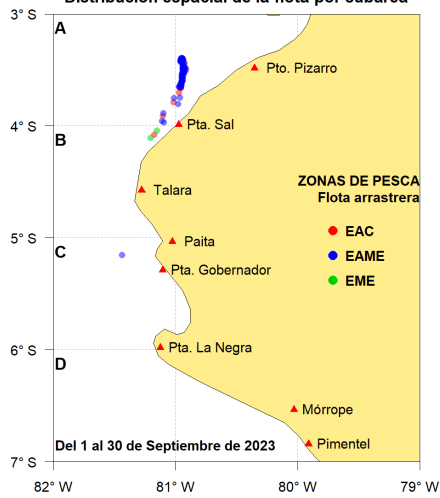 Distribución espacial de la flota por subárea
3° S
A
Pto. Pizarro
4° S
Pta. Sal
B
ZONAS DE PESCA
Talara
Flota arrastrera
EAC
5° S
Paita
C
EAME
Pta. Gobernador
EME
6° S
Pta. La Negra
D
Mórrope
Del 1 al 30 de Septiembre de 2023
Pimentel
7° S
82° W
81° W
80° W
79° W